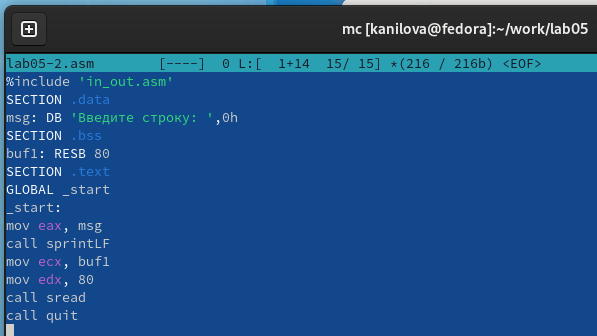 mc [kanilova@fedora]:~/work/lab05
lab05-2.asm [----] 0 L:[ 1+14 15/ 15] *(216 / 216b) <EOF>
%include 'in_out.asm'
SECTION .data
msg: DB 'Введите строку: ',0h
SECTION .bss
buf1: RESB 80
SECTION .text
GLOBAL _start
_start:
mov eax, msg
call sprintLF
mov ecx, buf1
mov edx, 80
call sread
call quit